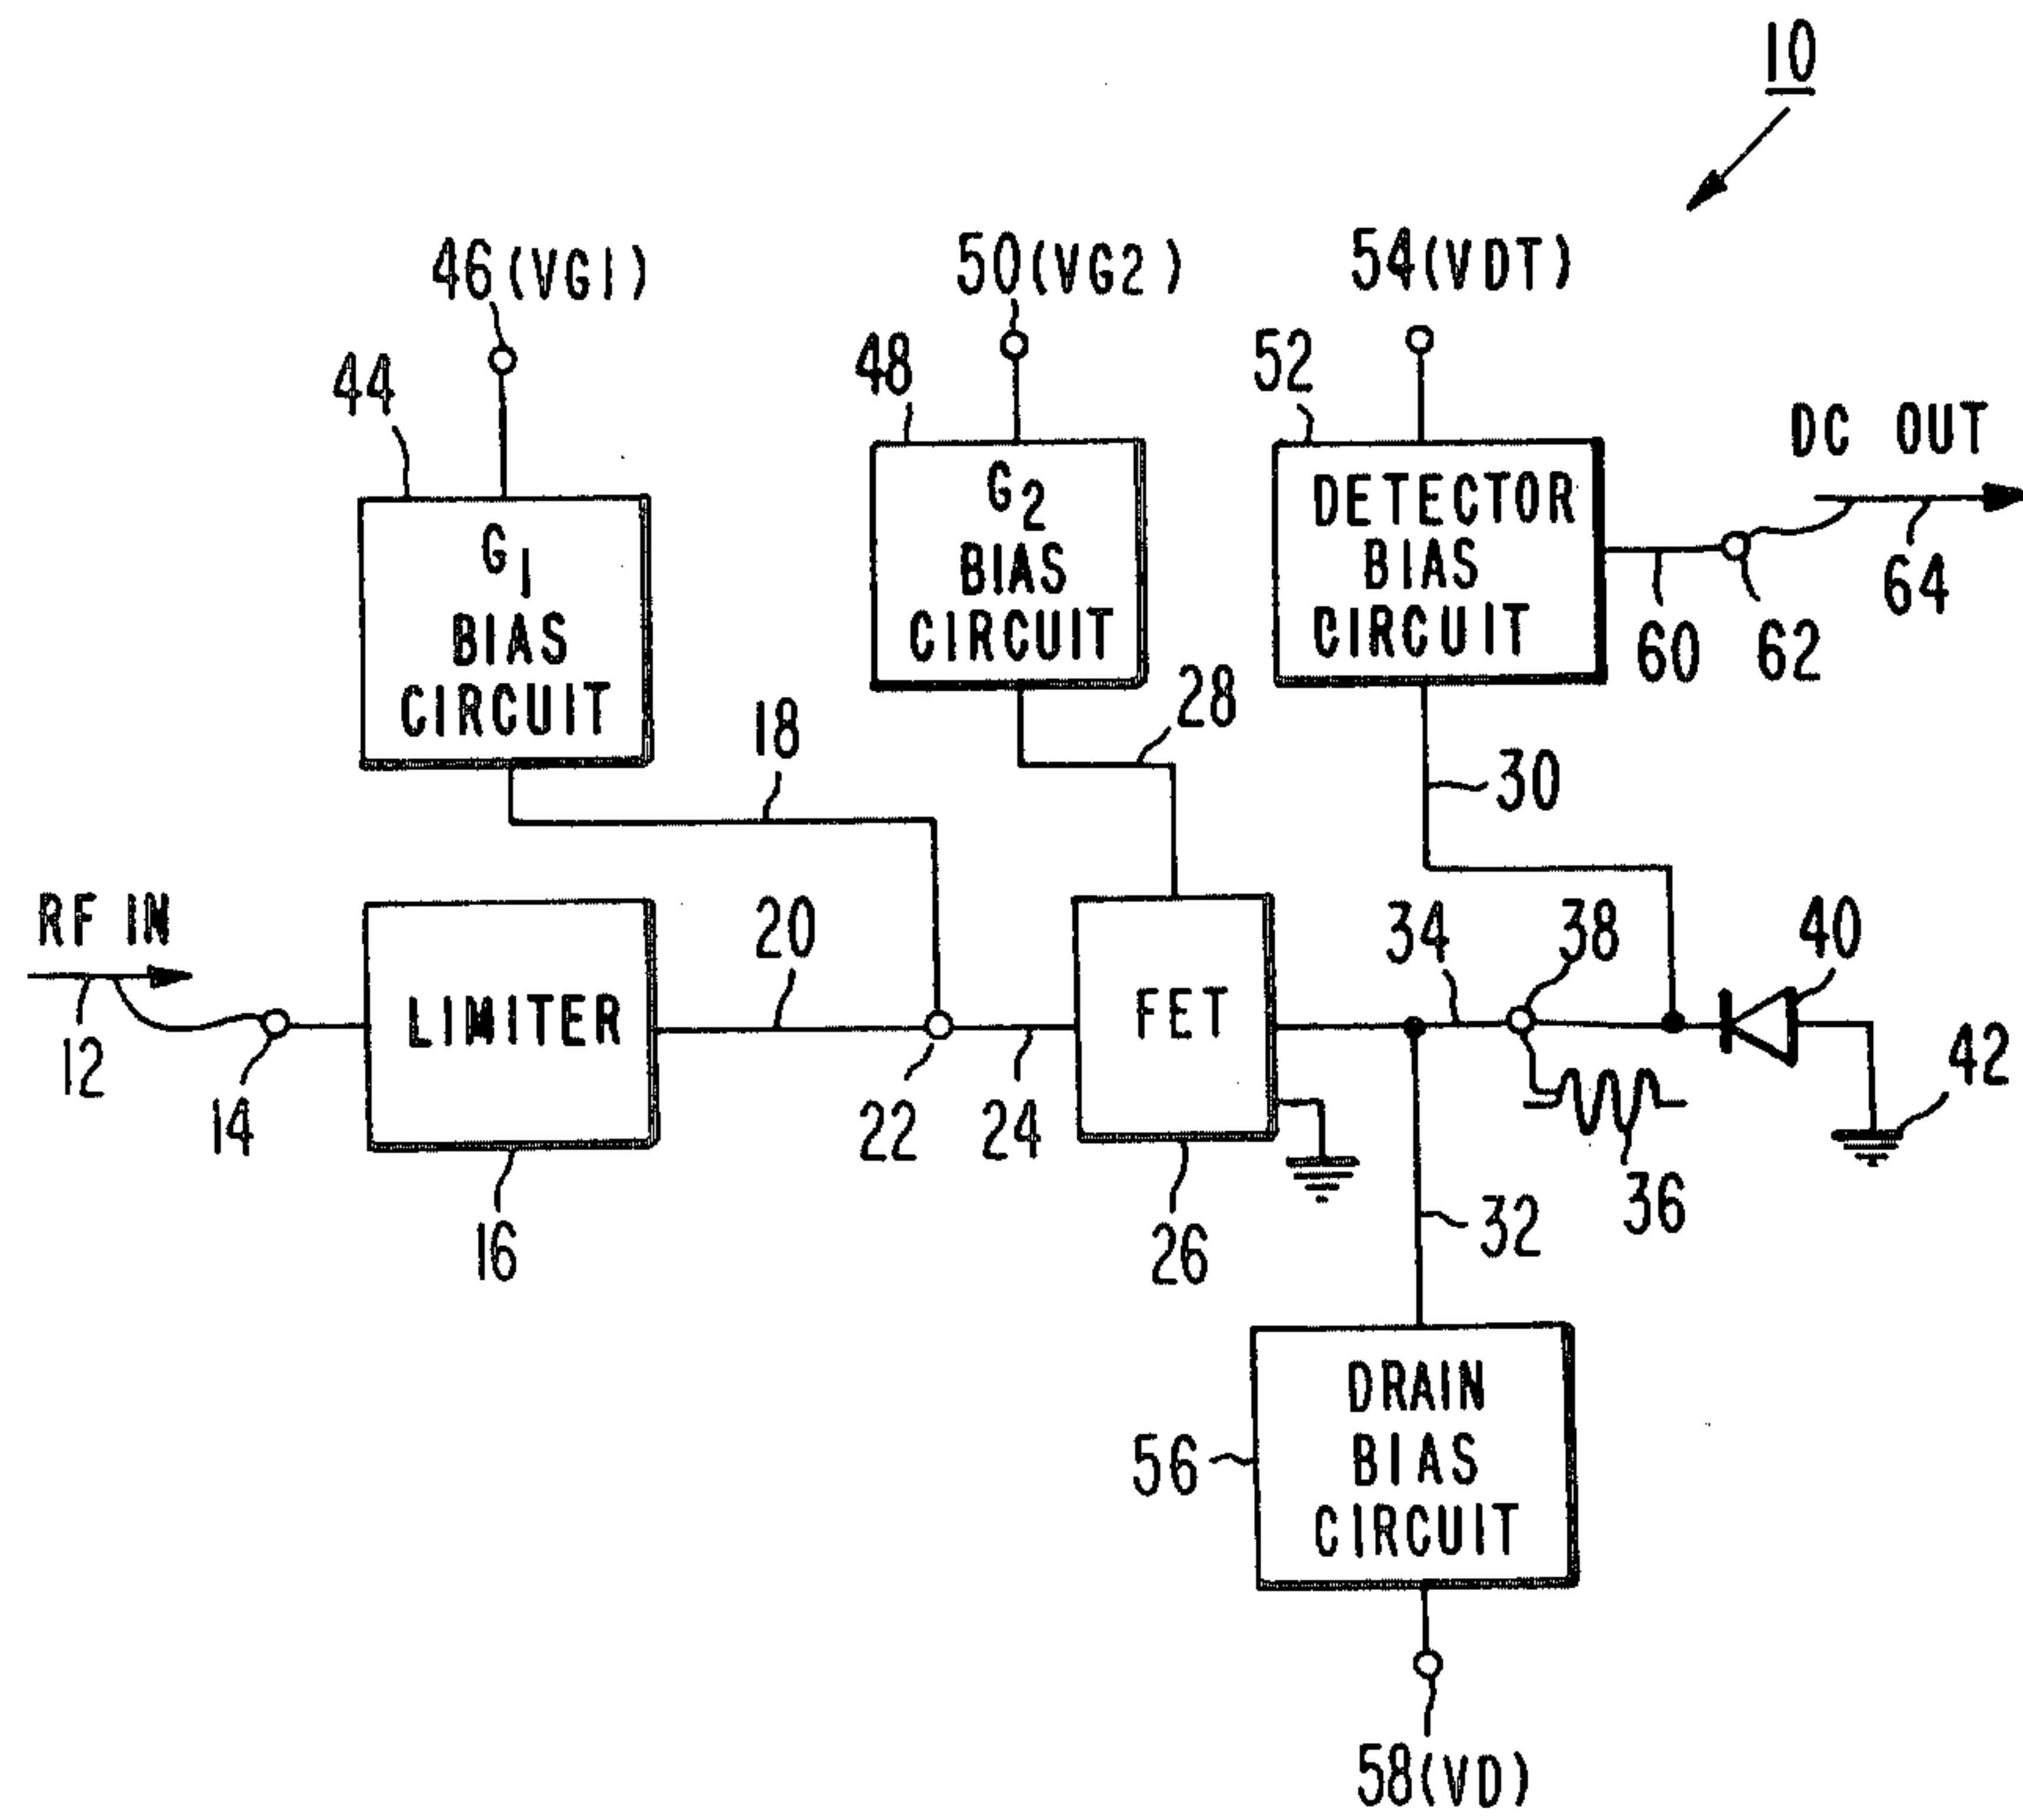 10
46(VG1)
50(VG2)
54(VDT)
44
48
52
DC OUT
G1
BIAS
CIRCUIT
G2
BIAS
CIRCUIT
DETECTOR
BIAS
CIRCUIT
60
62
64
18
28
30
RF IN
12
14
LIMITER
16
20
22
24
FET
26
34
38
40
42
36
32
56
DRAIN
BIAS
CIRCUIT
58(VD)